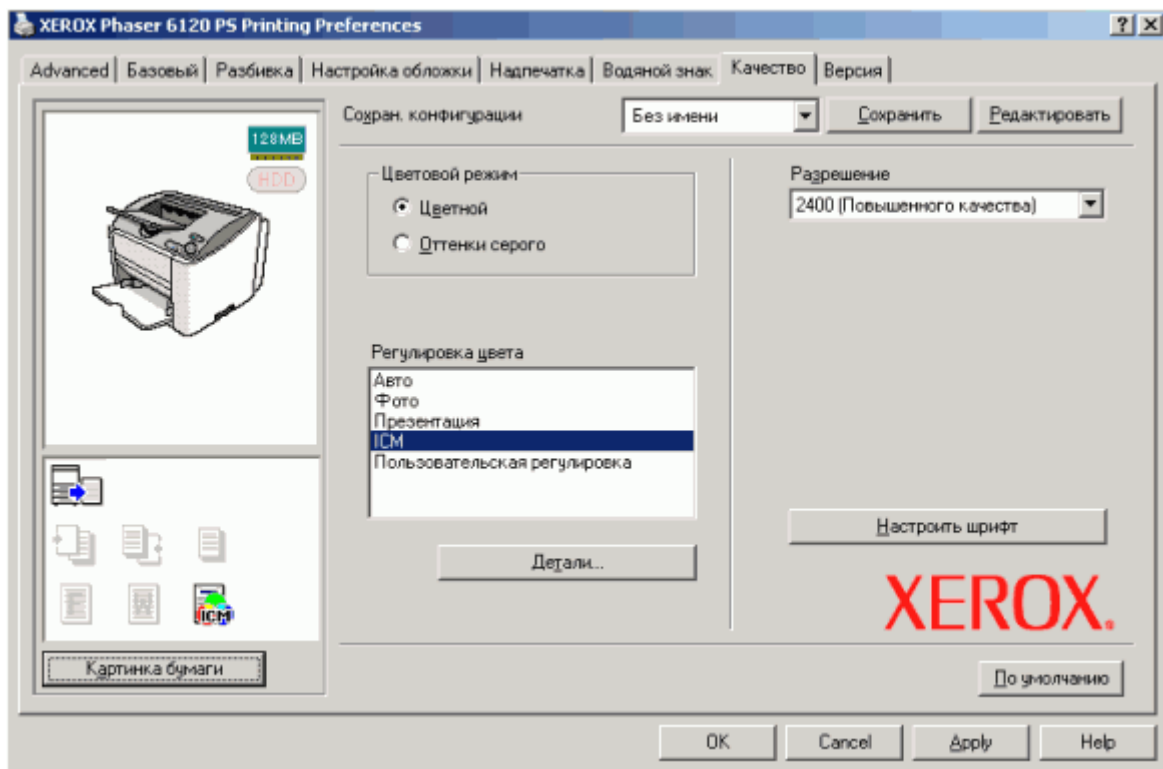 XEROX Phaser 6120 PS Printing Preferences
Advanced Базовый Разбивка Настройка обложки Надпечатка Водяной знак Качество Версия
Сохран. конфигурации Без имени Сохранить Редактировать
128MB
HDD
Цветовой режим
Цветной
Оттенки серого
Разрешение
2400 (Повышенного качества)
Регулировка цвета
Авто
Фото
Презентация
ICM
Пользовательская регулировка
Детали...
Настроить шрифт
F W ICM
XEROX.
Картинка бумаги
По умолчанию
OK Cancel Apply Help